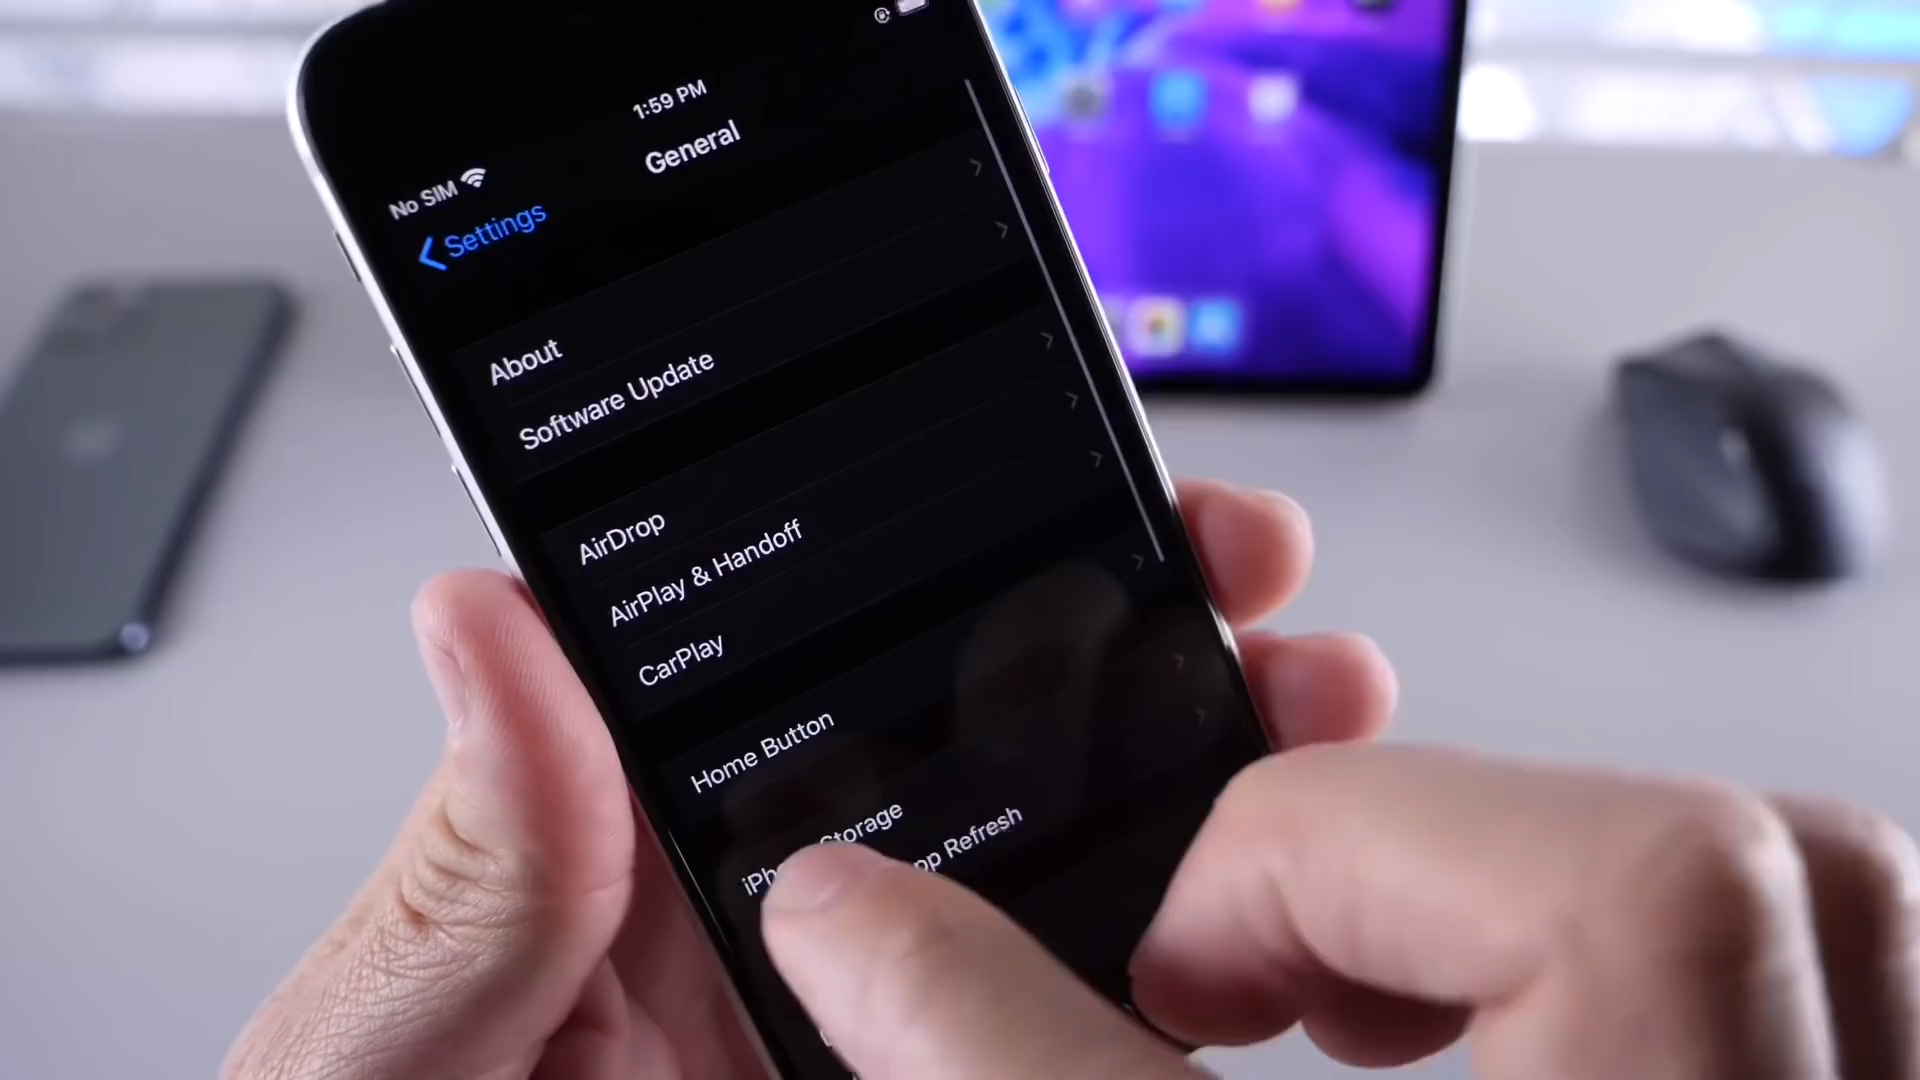 1:59 PM
No SIM
General
Settings
About
Software Update
AirDrop
AirPlay & Handoff
CarPlay
Home Button
Storage
Refresh